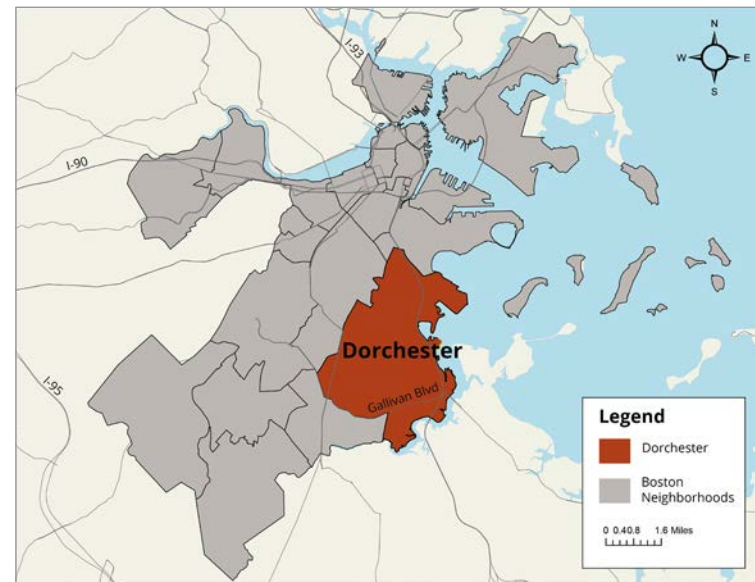 N
W E
S
I-93
I-90
I-95
Dorchester
Gallivan Blvd
Legend
Dorchester
Boston
Neighborhoods
0 0.40.8 1.6 Miles